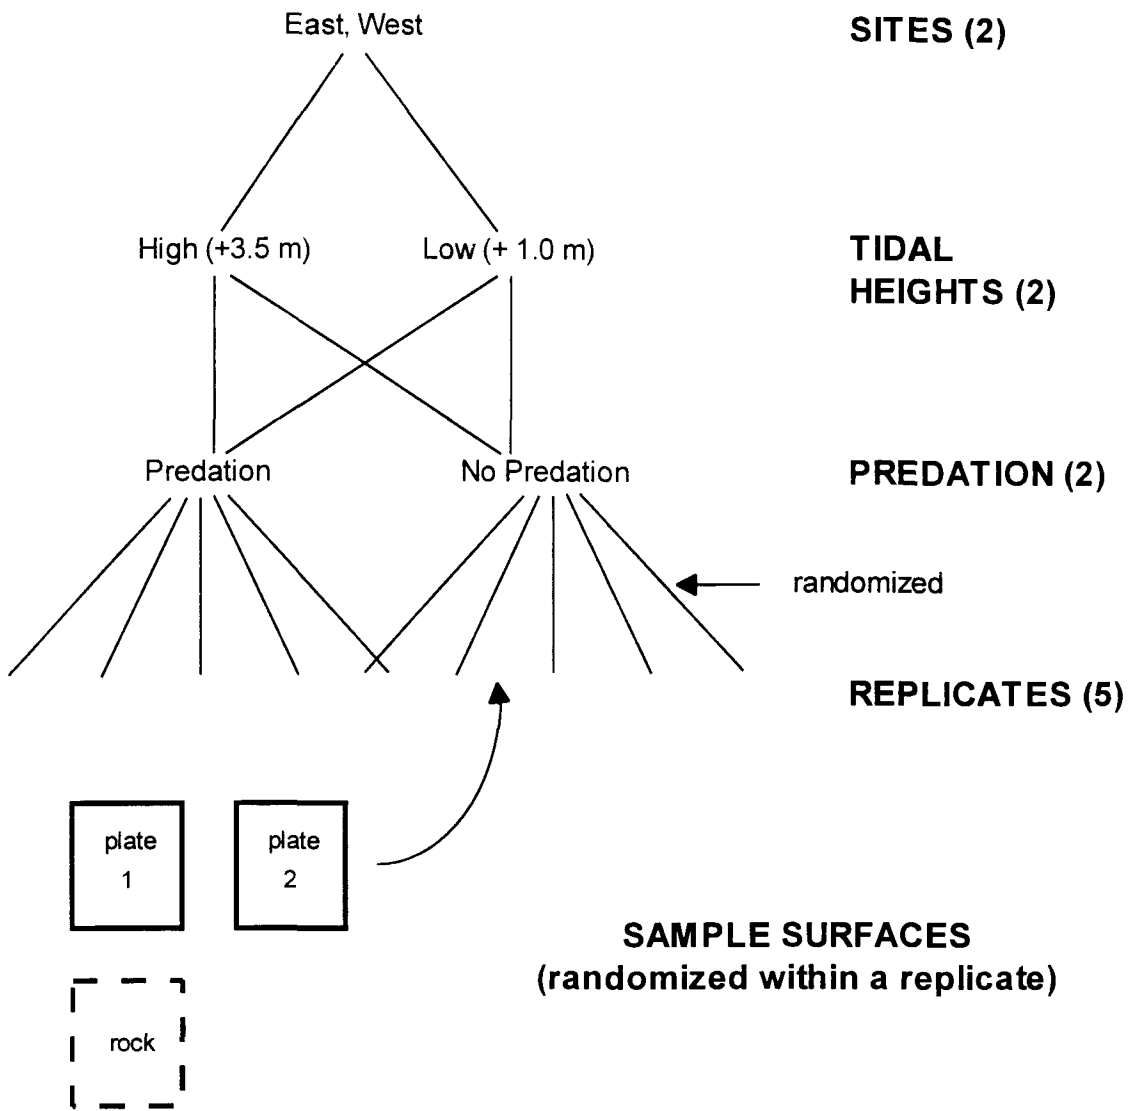 East, West
SITES (2)
High (+3.5 m)
Low (+ 1.0 m)
TIDAL
HEIGHTS (2)
Predation
No Predation
PREDATION (2)
randomized
REPLICATES (5)
plate
1
plate
2
SAMPLE SURFACES
(randomized within a replicate)
rock